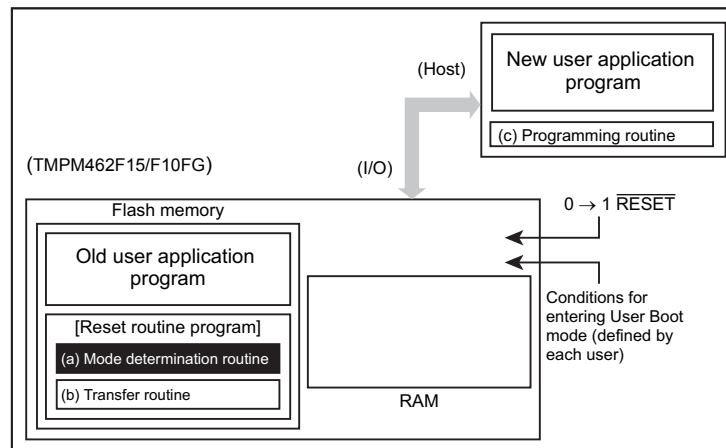 (Host)
New user application
program
(c) Programming routine
(I/O)
(TMPM462F15/F10FG)
Flash memory
0 → 1 RESET
Old user application
program
[Reset routine program]
(a) Mode determination routine
(b) Transfer routine
RAM
Conditions for
entering User Boot
mode (defined by
each user)